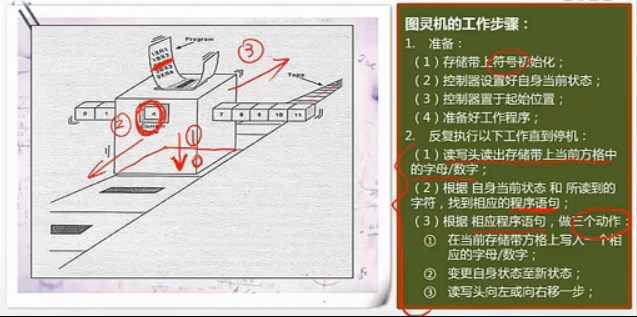 Program
Tape
③
②
①
0
0 1
4
7 8 9 10 11
图灵机的工作步骤：
1. 准备：
（1）存储带上符号初始化；
（2）控制器设置好自身当前状态；
（3）控制器置于起始位置；
（4）准备好工作程序；
2. 反复执行以下工作直到停机：
（1）读写头读出存储带上当前方格中
的字母/数字；
（2）根据 自身当前状态 和 所读到的
字符，找到相应的程序语句；
（3）根据 相应程序语句，做三个动作：
① 在当前存储带方格上写入一个相
应的字母/数字；
② 变更自身状态至新状态；
③ 读写头向左或向右移一步；